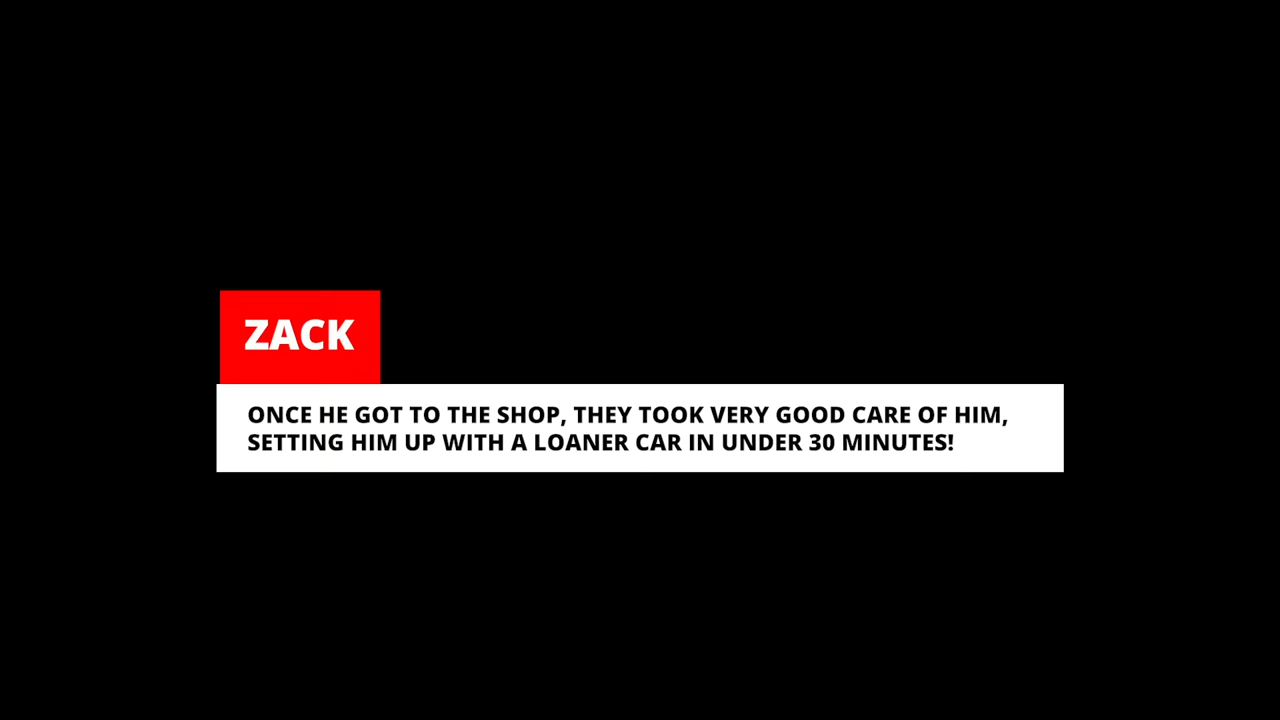 ZACK
ONCE HE GOT TO THE SHOP, THEY TOOK VERY GOOD CARE OF HIM,
SETTING HIM UP WITH A LOANER CAR IN UNDER 30 MINUTES!